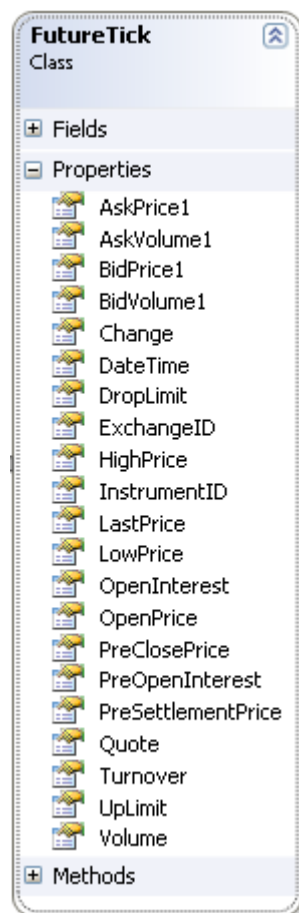 FutureTick
Class
Fields
Properties
AskPrice1
AskVolume1
BidPrice1
BidVolume1
Change
DateTime
DropLimit
ExchangeID
HighPrice
InstrumentID
LastPrice
LowPrice
OpenInterest
OpenPrice
PreClosePrice
PreOpenInterest
PreSettlementPrice
Quote
Turnover
UpLimit
Volume
Methods